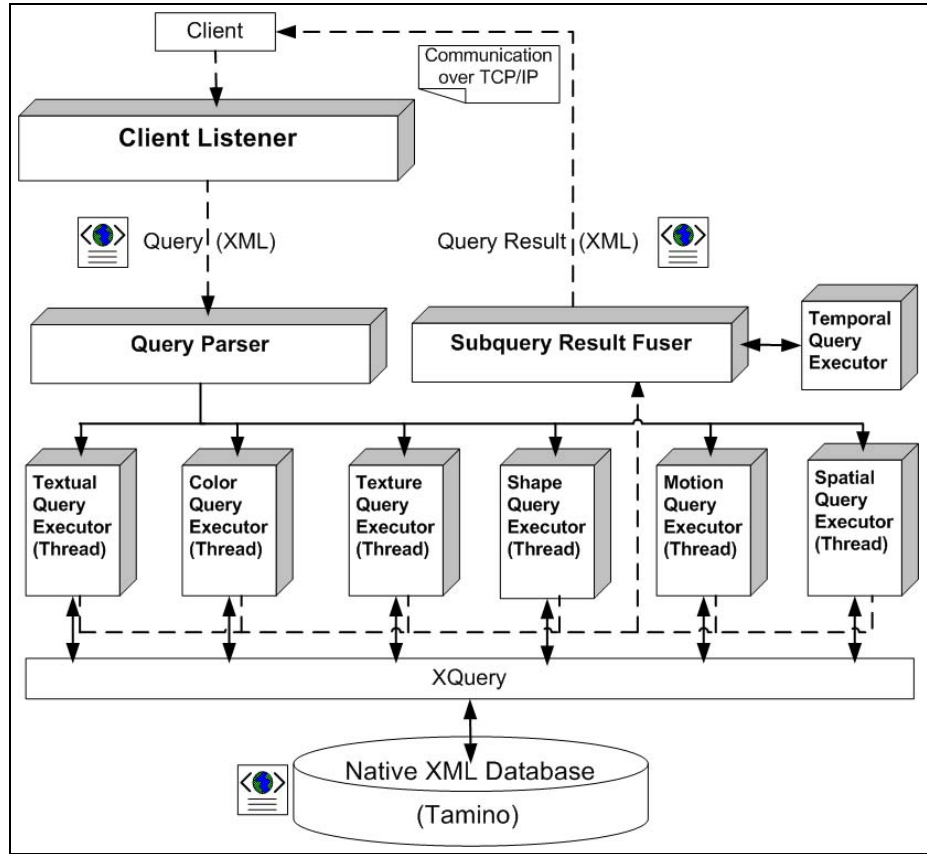 Client
Communication
over TCP/IP
Client Listener
Query (XML)
Query Result (XML)
Query Parser
Subquery Result Fuser
Temporal
Query
Executor
Textual
Query
Executor
(Thread)
Color
Query
Executor
(Thread)
Texture
Query
Executor
(Thread)
Shape
Query
Executor
(Thread)
Motion
Query
Executor
(Thread)
Spatial
Query
Executor
(Thread)
XQuery
Native XML Database
(Tamino)